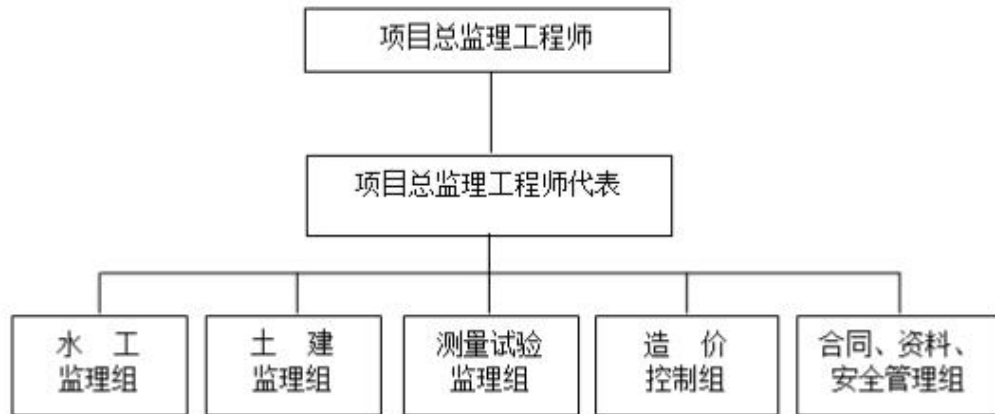 项目总监理工程师
项目总监理工程师代表
水 工
监理组
土 建
监理组
测量试验
监理组
造 价
控制组
合同、资料、
安全管理组